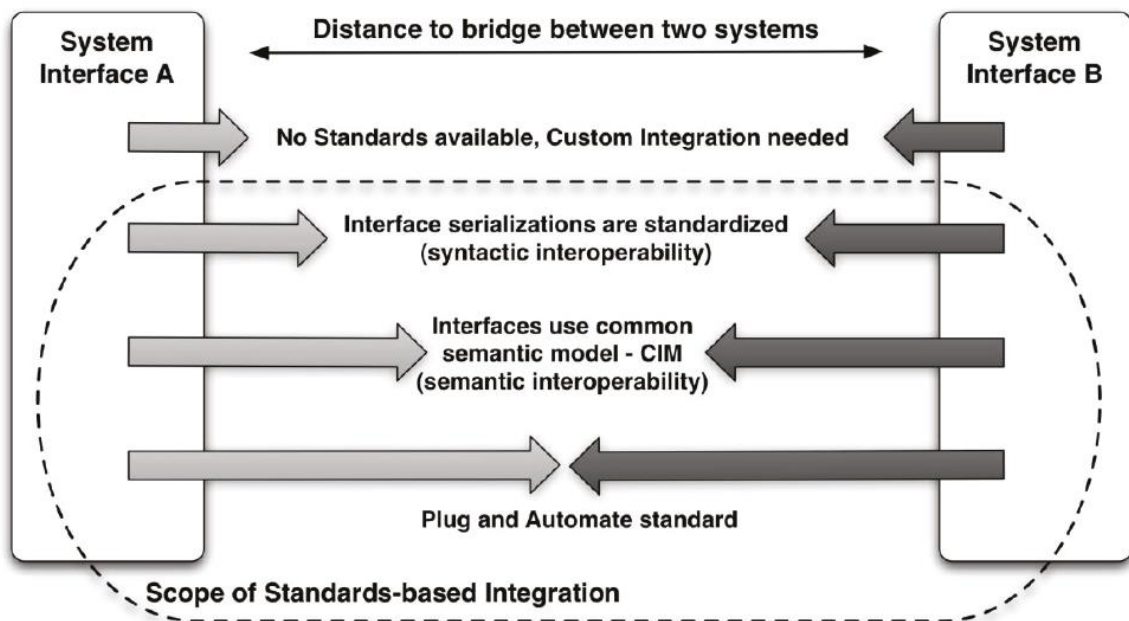 System
Interface A
Distance to bridge between two systems
System
Interface B
No Standards available, Custom Integration needed
Interface serializations are standardized
(syntactic interoperability)
Interfaces use common
semantic model - CIM
(semantic interoperability)
Plug and Automate standard
Scope of Standards-based Integration